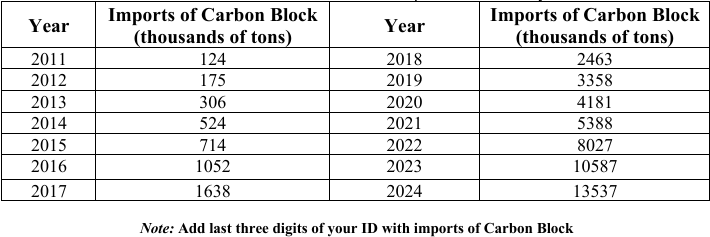 Year Imports of Carbon Block (thousands of tons) Year Imports of Carbon Block (thousands of tons)
2011 124 2018 2463
2012 175 2019 3358
2013 306 2020 4181
2014 524 2021 5388
2015 714 2022 8027
2016 1052 2023 10587
2017 1638 2024 13537
Note: Add last three digits of your ID with imports of Carbon Block